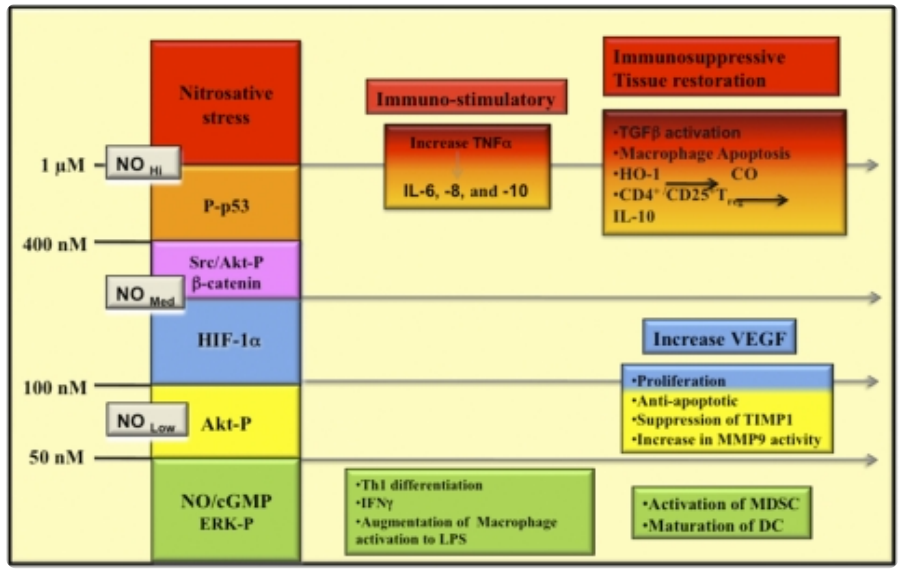 Nitrosative
stress
1 µM
NO Hi
P-p53
400 nM
Src/Akt-P
β-catenin
NO Med
HIF-1α
100 nM
NO Low
Akt-P
50 nM
NO/cGMP
ERK-P
Immuno-stimulatory
Increase TNFα
IL-6, -8, and -10
Immunosuppressive
Tissue restoration
•TGFβ activation
•Macrophage Apoptosis
•HO-1 CO
•CD4⁺/CD25⁺Treg
IL-10
Increase VEGF
•Proliferation
•Anti-apoptotic
•Suppression of TIMP1
•Increase in MMP9 activity
•Th1 differentiation
•IFNγ
•Augmentation of Macrophage
activation to LPS
•Activation of MDSC
•Maturation of DC